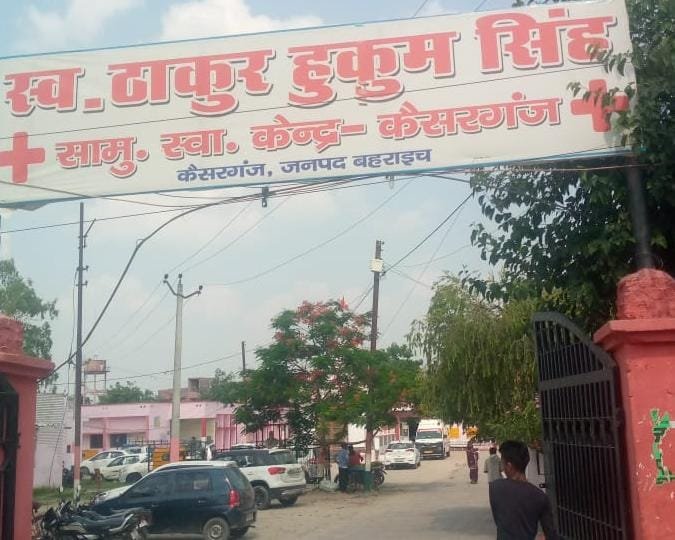 स्व. ठाकुर हुकुम सिंह
सामु. स्वा. केन्द्र- कैसरगंज
कैसरगंज, जनपद बहराइच